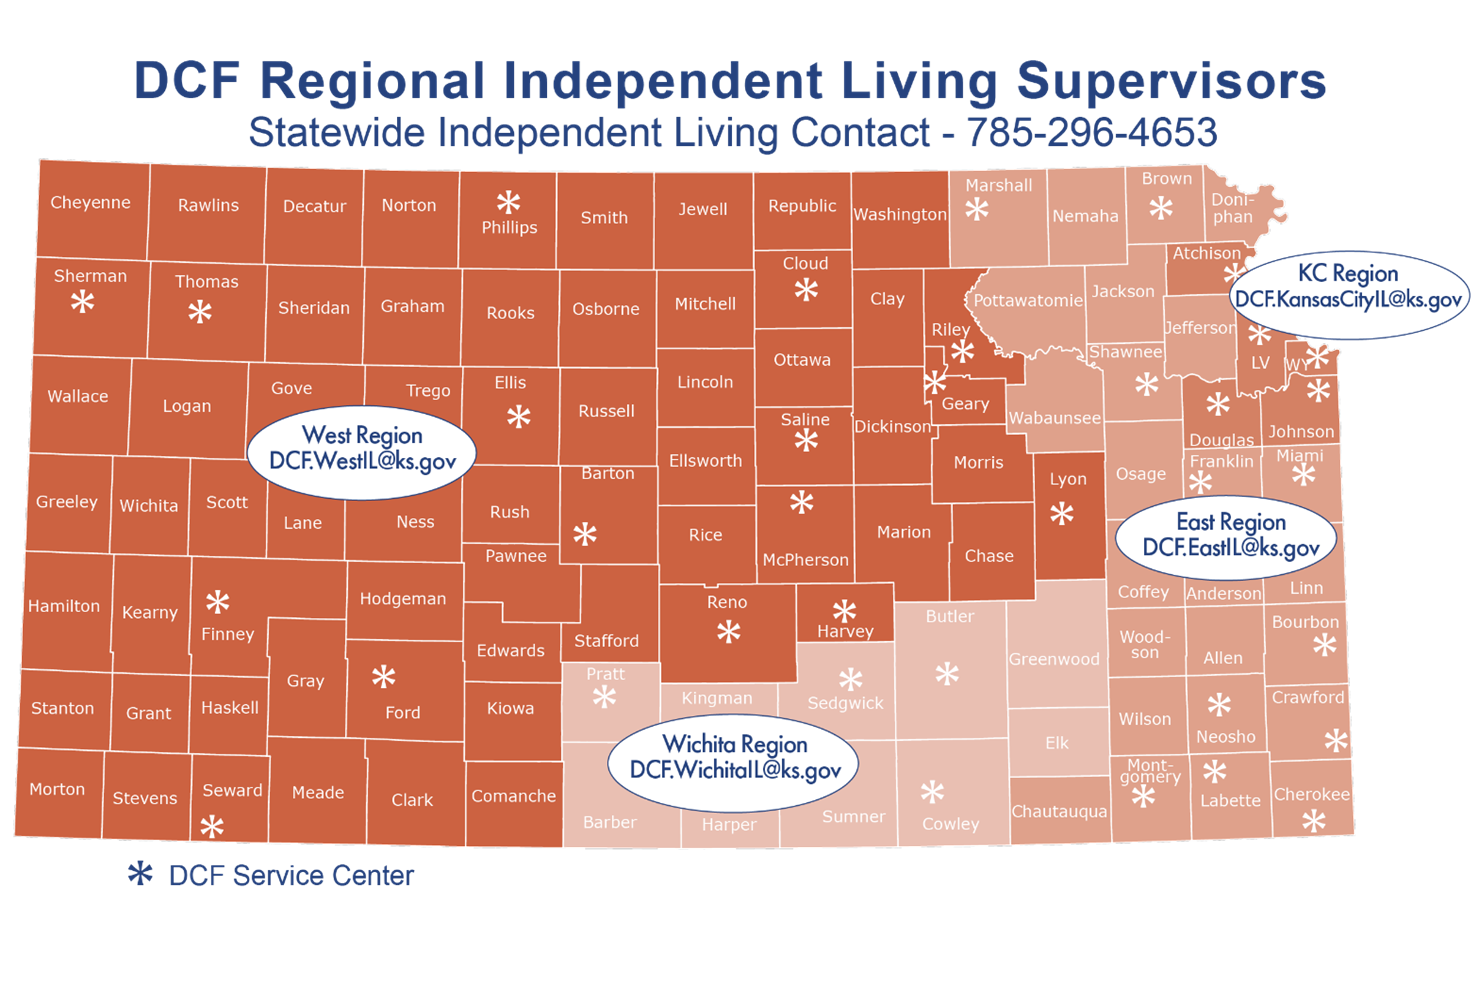 DCF Regional Independent Living Supervisors
Statewide Independent Living Contact - 785-296-4653
Cheyenne
Rawlins
Decatur
Norton
Phillips
Smith
Jewell
Republic
Washington
Marshall
Nemaha
Brown
Doni-
phan
Sherman
Thomas
Sheridan
Graham
Rooks
Osborne
Mitchell
Cloud
Clay
Riley
Pottawatomie
Jackson
Atchison
Jefferson
KC Region
DCF.KansasCityIL@ks.gov
Ottawa
Lincoln
Shawnee
LV
WY
Wallace
Logan
Gove
Trego
Ellis
Russell
Saline
Dickinson
Geary
Wabaunsee
Douglas
Johnson
West Region
DCF.WestIL@ks.gov
Ellsworth
Morris
Lyon
Osage
Franklin
Miami
Greeley
Wichita
Scott
Lane
Ness
Rush
Barton
Rice
McPherson
Marion
Chase
East Region
DCF.EastIL@ks.gov
Coffey
Anderson
Linn
Hamilton
Kearny
Finney
Hodgeman
Pawnee
Stafford
Edwards
Reno
Harvey
Butler
Greenwood
Wood-
son
Allen
Bourbon
Stanton
Grant
Haskell
Gray
Ford
Kiowa
Pratt
Kingman
Sedgwick
Elk
Wilson
Neosho
Crawford
Wichita Region
DCF.WichitaIL@ks.gov
Morton
Stevens
Seward
Meade
Clark
Comanche
Barber
Harper
Sumner
Cowley
Chautauqua
Mont-
gomery
Labette
Cherokee
* DCF Service Center